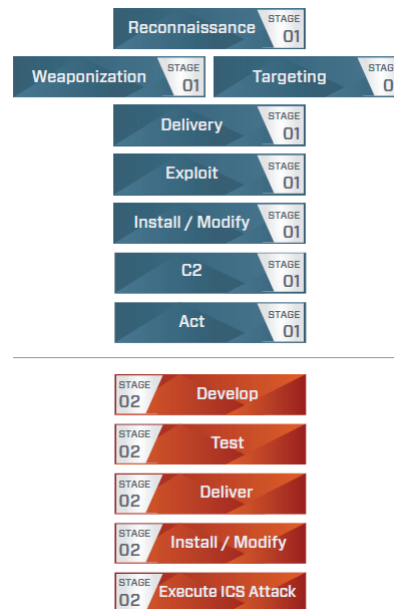 Reconnaissance STAGE 01
Weaponization STAGE 01 Targeting STAG 0
Delivery STAGE 01
Exploit STAGE 01
Install / Modify STAGE 01
C2 STAGE 01
Act STAGE 01
STAGE 02 Develop
STAGE 02 Test
STAGE 02 Deliver
STAGE 02 Install / Modify
STAGE 02 Execute ICS Attack